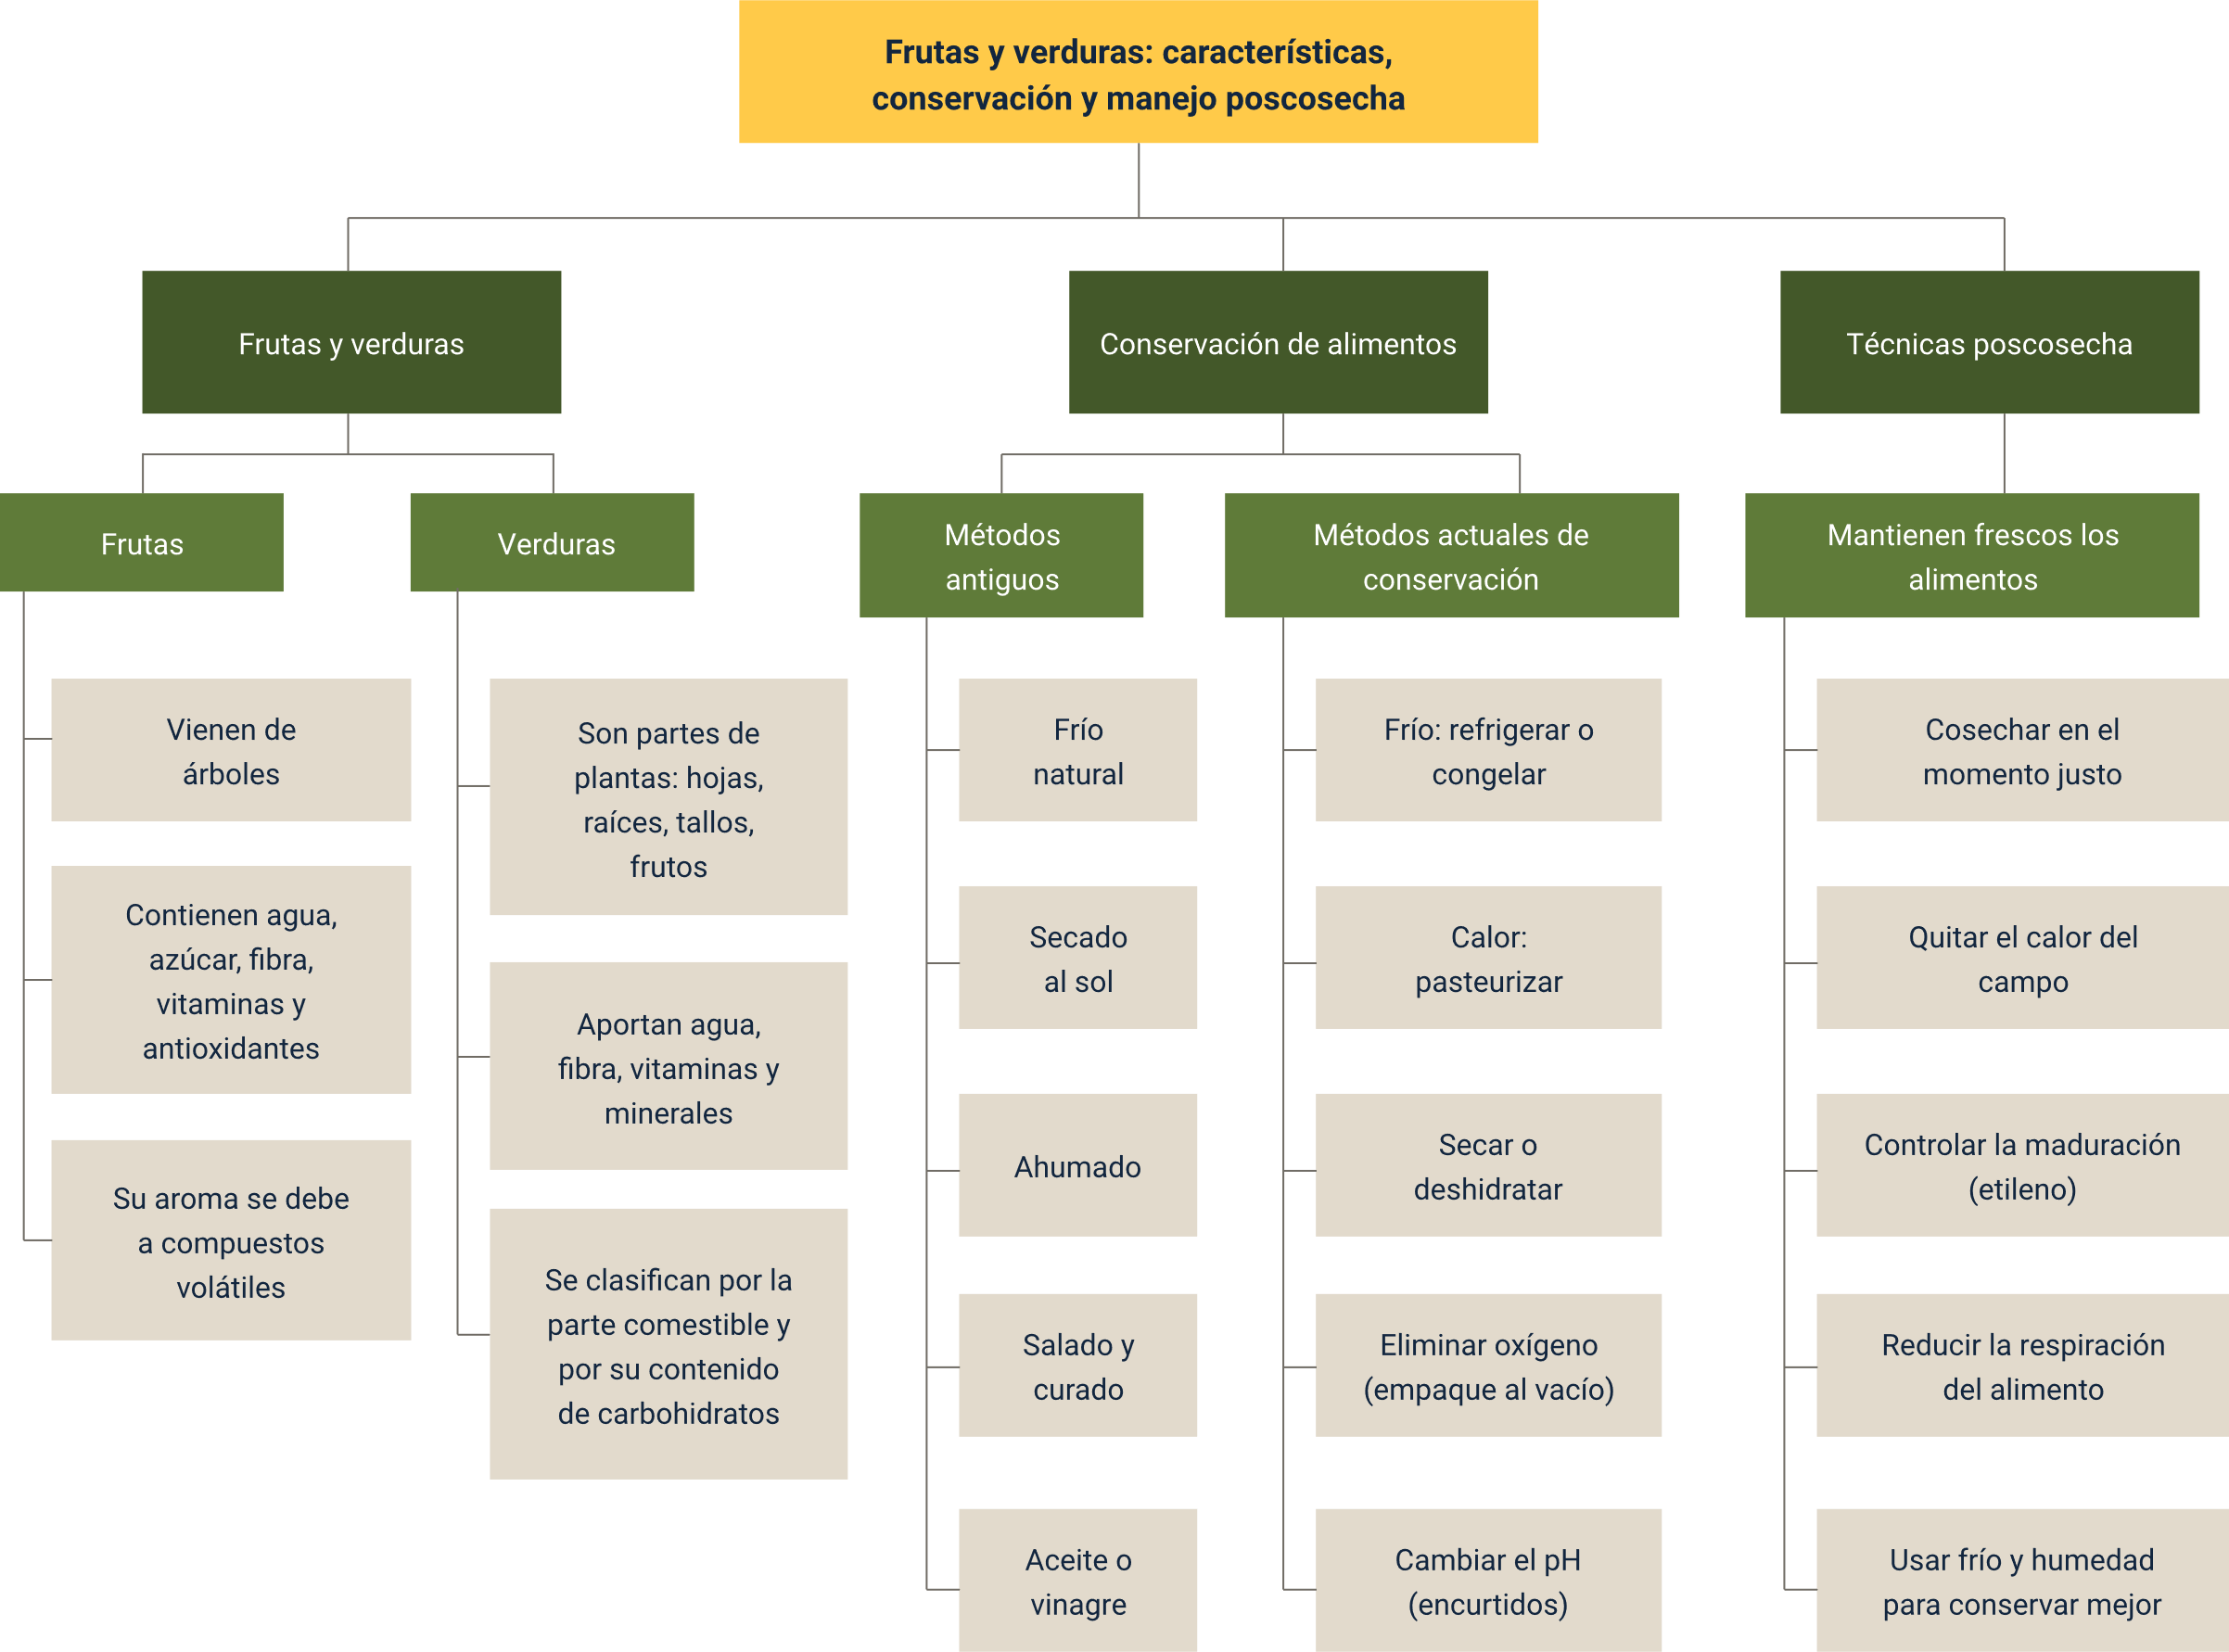 Frutas y verduras: características,
conservación y manejo poscosecha
Frutas y verduras
Conservación de alimentos
Técnicas poscosecha
Frutas
Verduras
Métodos
antiguos
Métodos actuales de
conservación
Mantienen frescos los
alimentos
Vienen de
árboles
Contienen agua,
azúcar, fibra,
vitaminas y
antioxidantes
Su aroma se debe
a compuestos
volátiles
Son partes de
plantas: hojas,
raíces, tallos,
frutos
Aportan agua,
fibra, vitaminas y
minerales
Se clasifican por la
parte comestible y
por su contenido
de carbohidratos
Frío
natural
Secado
al sol
Ahumado
Salado y
curado
Aceite o
vinagre
Frío: refrigerar o
congelar
Calor:
pasteurizar
Secar o
deshidratar
Eliminar oxígeno
(empaque al vacío)
Cambiar el pH
(encurtidos)
Cosechar en el
momento justo
Quitar el calor del
campo
Controlar la maduración
(etileno)
Reducir la respiración
del alimento
Usar frío y humedad
para conservar mejor